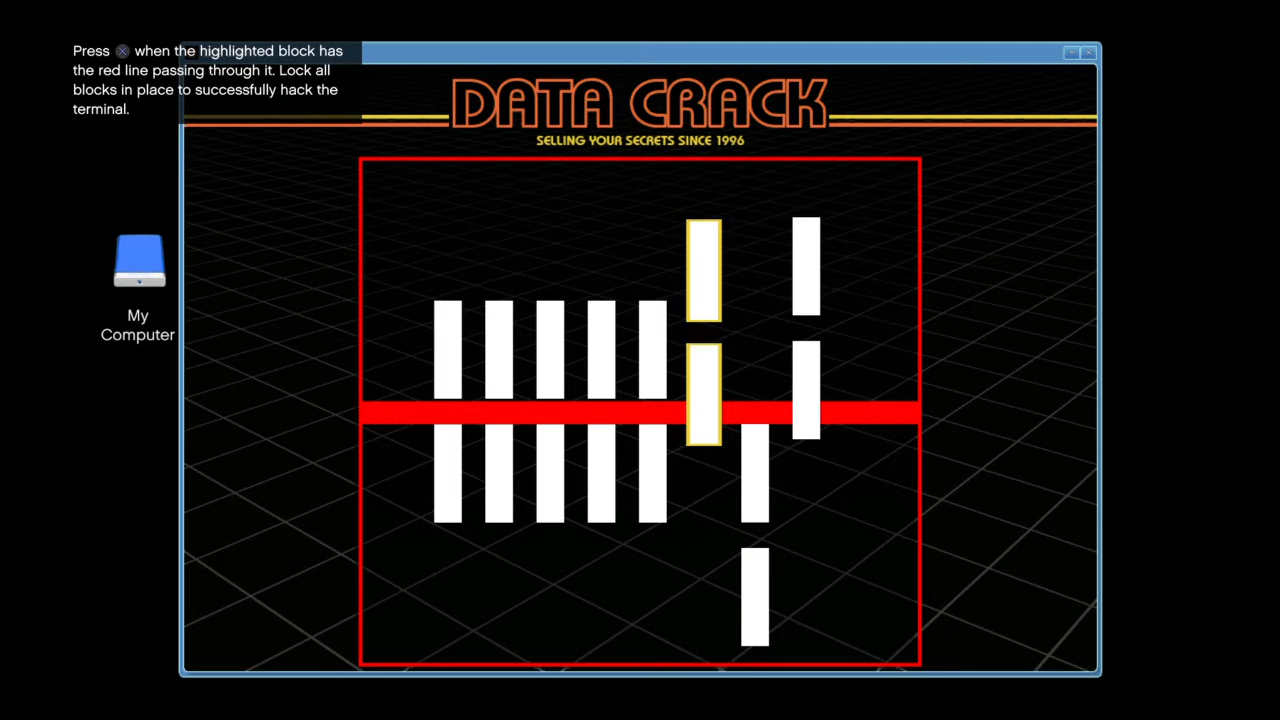 Press ⓧ when the highlighted block has
the red line passing through it. Lock all
blocks in place to successfully hack the
terminal.
DATA CRACK
SELLING YOUR SECRETS SINCE 1996
My
Computer